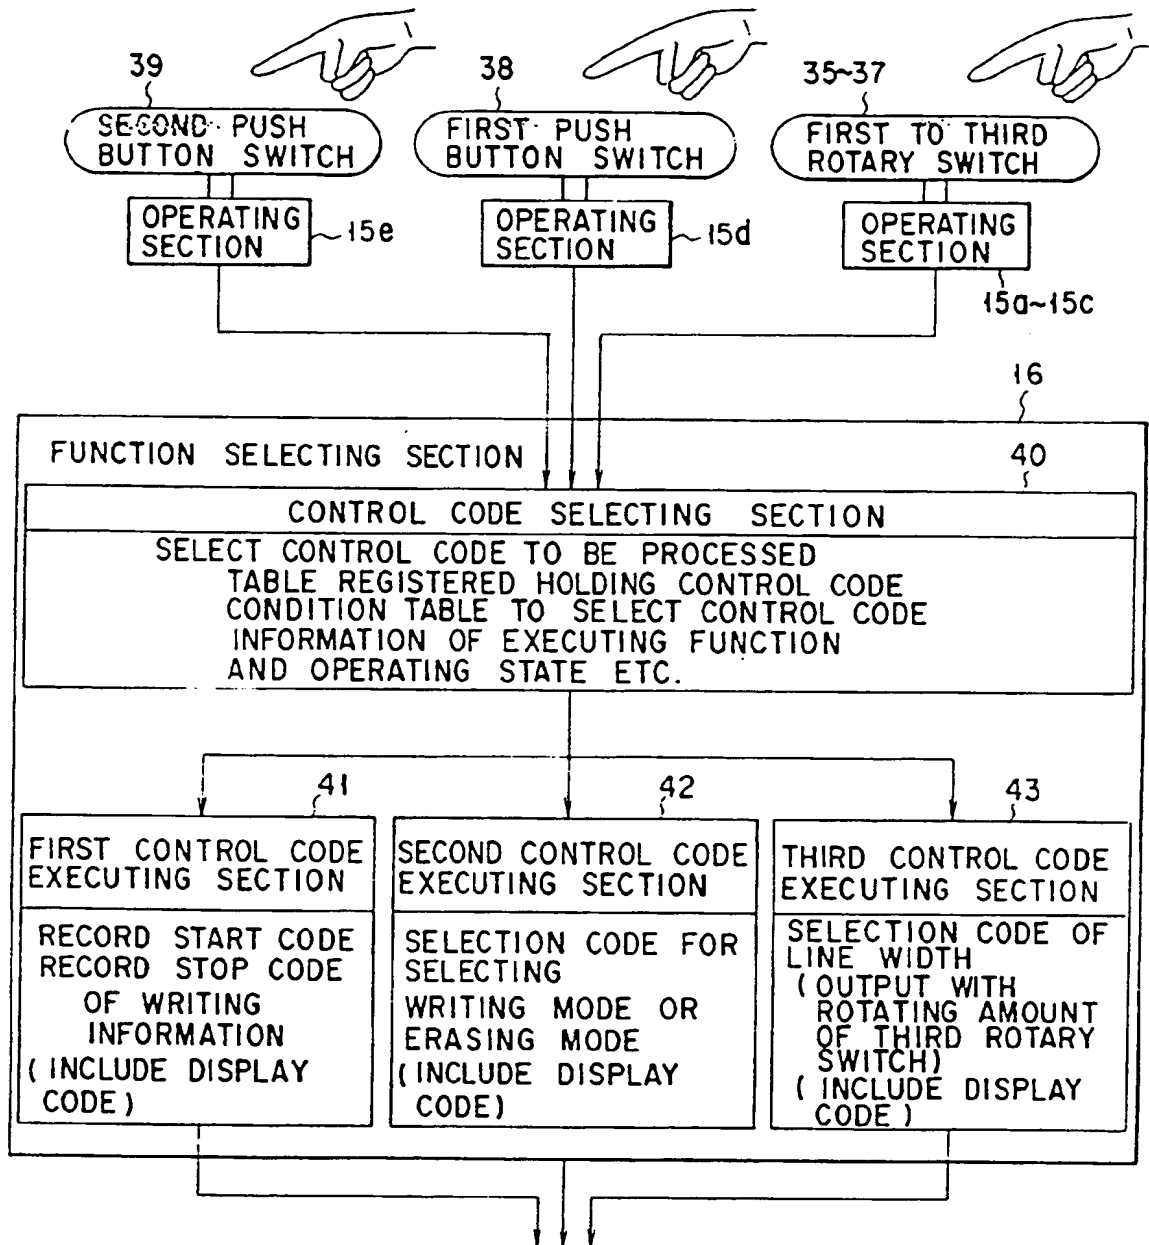 39
38
35~37
SECOND PUSH
BUTTON SWITCH
FIRST PUSH
BUTTON SWITCH
FIRST TO THIRD
ROTARY SWITCH
OPERATING
SECTION
15e
OPERATING
SECTION
15d
OPERATING
SECTION
15a~15c
16
FUNCTION SELECTING SECTION
40
CONTROL CODE SELECTING SECTION
SELECT CONTROL CODE TO BE PROCESSED
TABLE REGISTERED HOLDING CONTROL CODE
CONDITION TABLE TO SELECT CONTROL CODE
INFORMATION OF EXECUTING FUNCTION
AND OPERATING STATE ETC.
41
FIRST CONTROL CODE
EXECUTING SECTION
RECORD START CODE
RECORD STOP CODE
OF WRITING
INFORMATION
(INCLUDE DISPLAY
CODE)
42
SECOND CONTROL CODE
EXECUTING SECTION
SELECTION CODE FOR
SELECTING
WRITING MODE OR
ERASING MODE
(INCLUDE DISPLAY
CODE)
43
THIRD CONTROL CODE
EXECUTING SECTION
SELECTION CODE OF
LINE WIDTH
(OUTPUT WITH
ROTATING AMOUNT
OF THIRD ROTARY
SWITCH)
(INCLUDE DISPLAY
CODE)